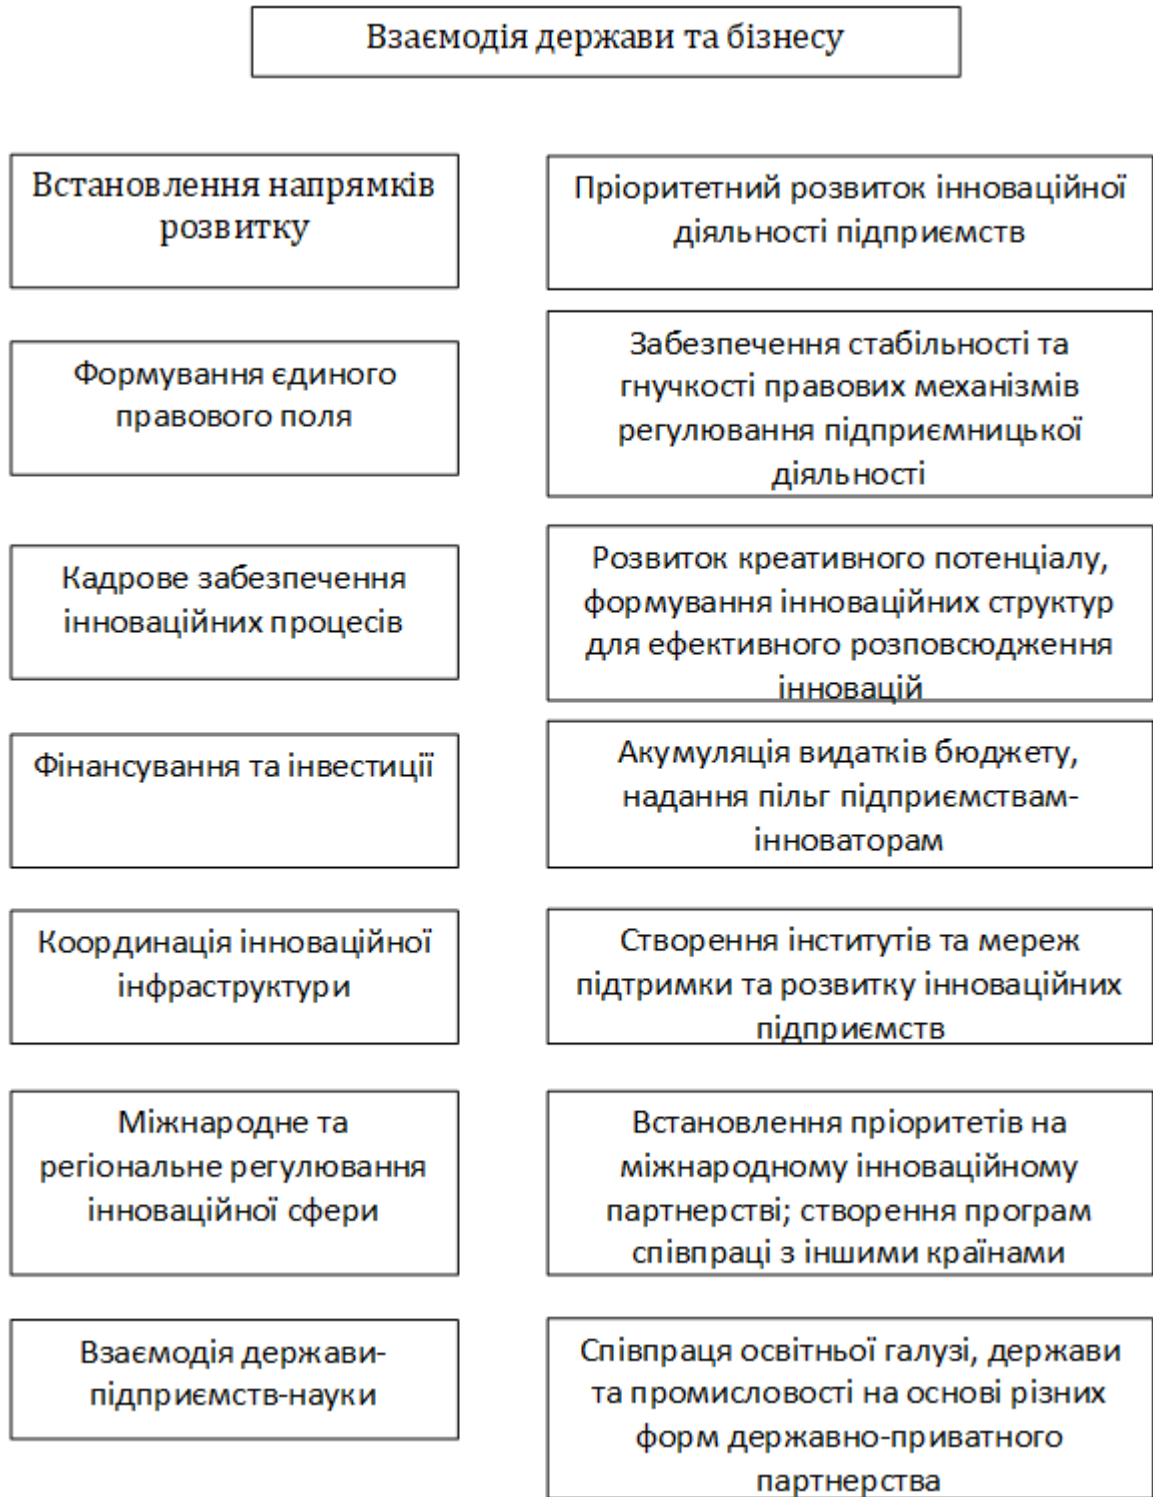 Взаємодія держави та бізнесу
Встановлення напрямків
розвитку
Пріоритетний розвиток інноваційної
діяльності підприємств
Формування єдиного
правового поля
Забезпечення стабільності та
гнучкості правових механізмів
регулювання підприємницької
діяльності
Кадрове забезпечення
інноваційних процесів
Розвиток креативного потенціалу,
формування інноваційних структур
для ефективного розповсюдження
інновацій
Фінансування та інвестиції
Акумуляція видатків бюджету,
надання пільг підприємствам-
інноваторам
Координація інноваційної
інфраструктури
Створення інститутів та мереж
підтримки та розвитку інноваційних
підприємств
Міжнародне та
регіональне регулювання
інноваційної сфери
Встановлення пріоритетів на
міжнародному інноваційному
партнерстві; створення програм
співпраці з іншими країнами
Взаємодія держави-
підприємств-науки
Співпраця освітньої галузі, держави
та промисловості на основі різних
форм державно-приватного
партнерства